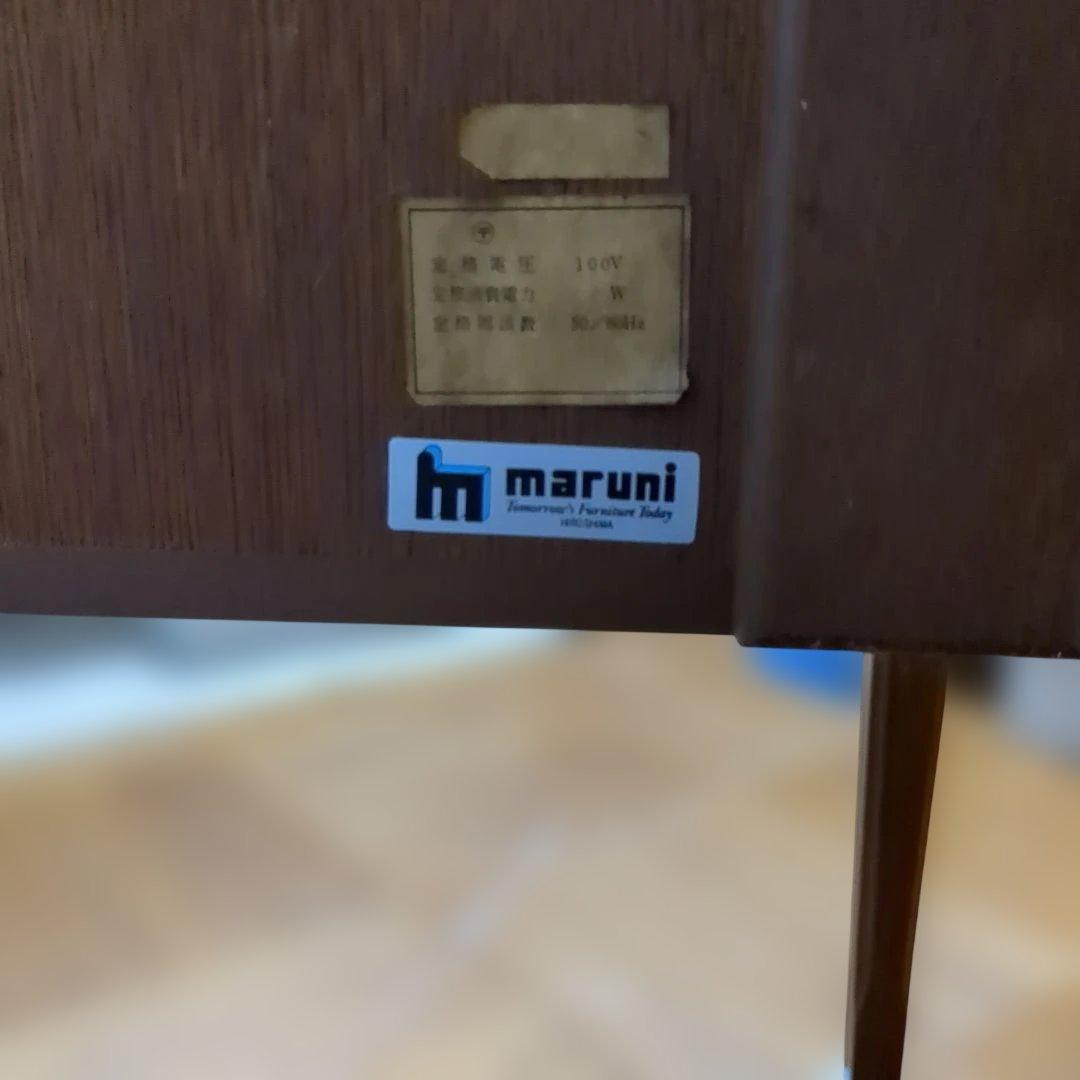 定格電圧 100V
定格消費電力 W
定格周波数 50/60Hz
maruni
Tomorrow's Furniture Today
HIROSHIMA